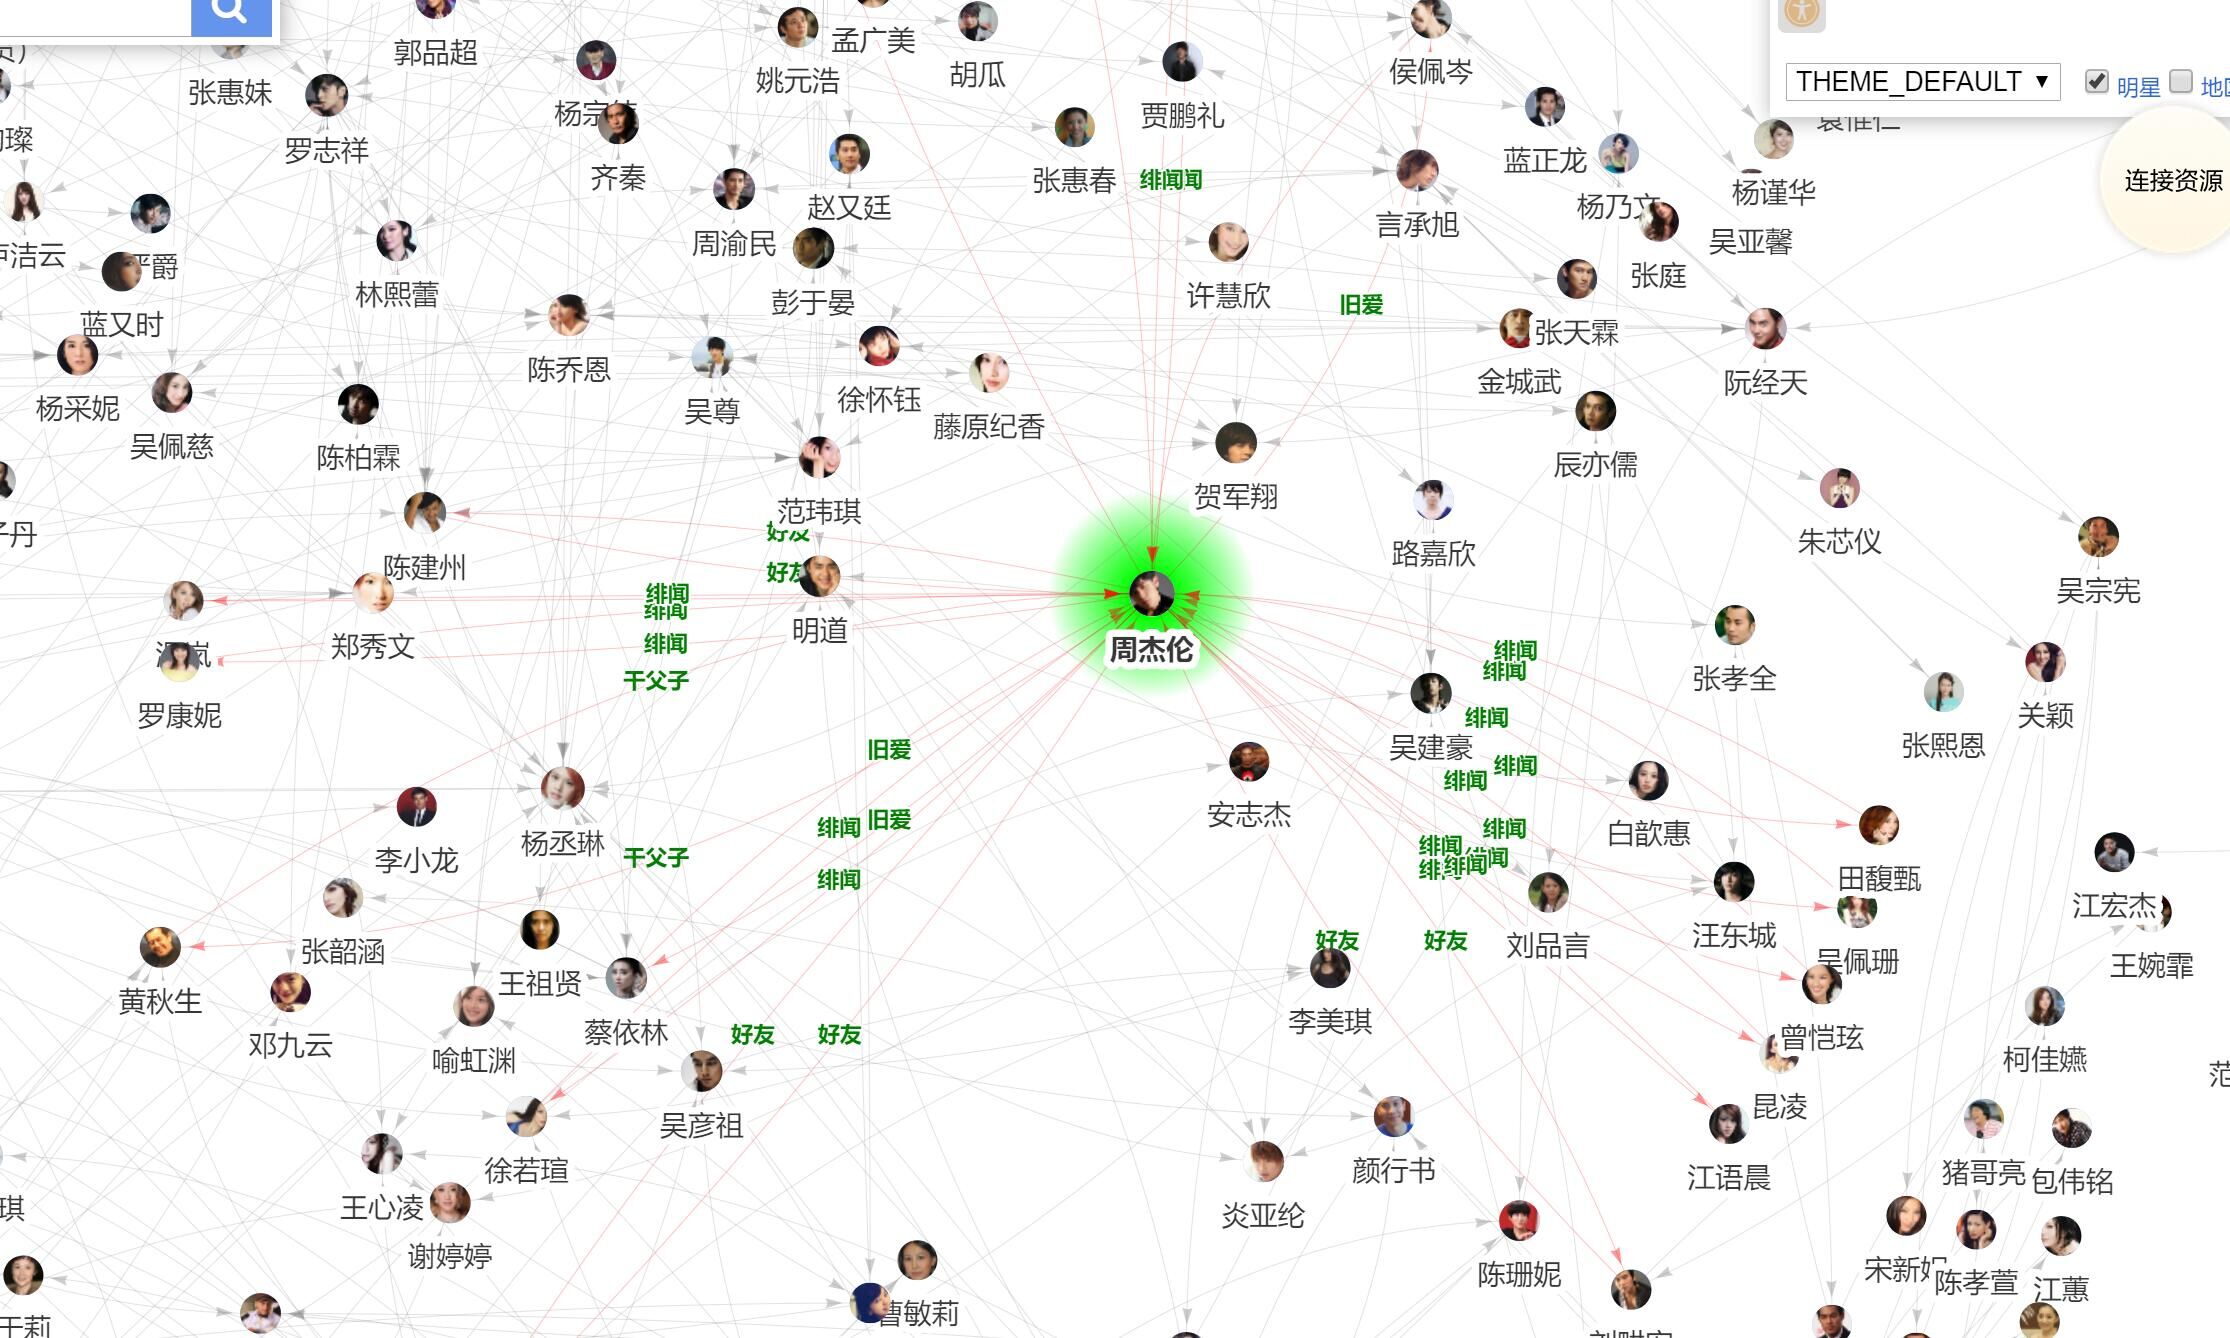 郭品超
孟广美
姚元浩
胡瓜
侯佩岑
THEME_DEFAULT
明星
张惠妹
杨宗
贾鹏礼
罗志祥
齐秦
张惠春
绯闻闻
蓝正龙
杨谨华
连接资源
赵又廷
杨乃文
洁云
爵
周渝民
言承旭
吴亚馨
林熙蕾
彭于晏
许慧欣
旧爱
张庭
蓝又时
陈乔恩
张天霖
杨采妮
吴佩慈
吴尊
徐怀钰
藤原纪香
金城武
阮经天
陈柏霖
辰亦儒
范玮琪
贺军翔
好友
子丹
陈建州
路嘉欣
朱芯仪
好友
绯闻
绯闻
明道
吴宗宪
郑秀文
绯闻
周杰伦
绯闻
绯闻
岚
干父子
张孝全
罗康妮
绯闻
关颖
旧爱
吴建豪
张熙恩
绯闻
绯闻
绯闻
旧爱
安志杰
绯闻
白歆惠
李小龙
杨丞琳
干父子
绯闻
绯闻
绯闻
闻
绯闻
田馥甄
江宏杰
张韶涵
好友
好友
刘品言
汪东城
吴佩珊
王婉霏
黄秋生
王祖贤
邓九云
喻虹渊
蔡依林
好友
好友
李美琪
曾恺玹
柯佳嬿
昆凌
吴彦祖
徐若瑄
颜行书
江语晨
猪哥亮
包伟铭
琪
王心凌
炎亚纶
谢婷婷
陈珊妮
宋新妮
陈孝萱
江蕙
曹敏莉